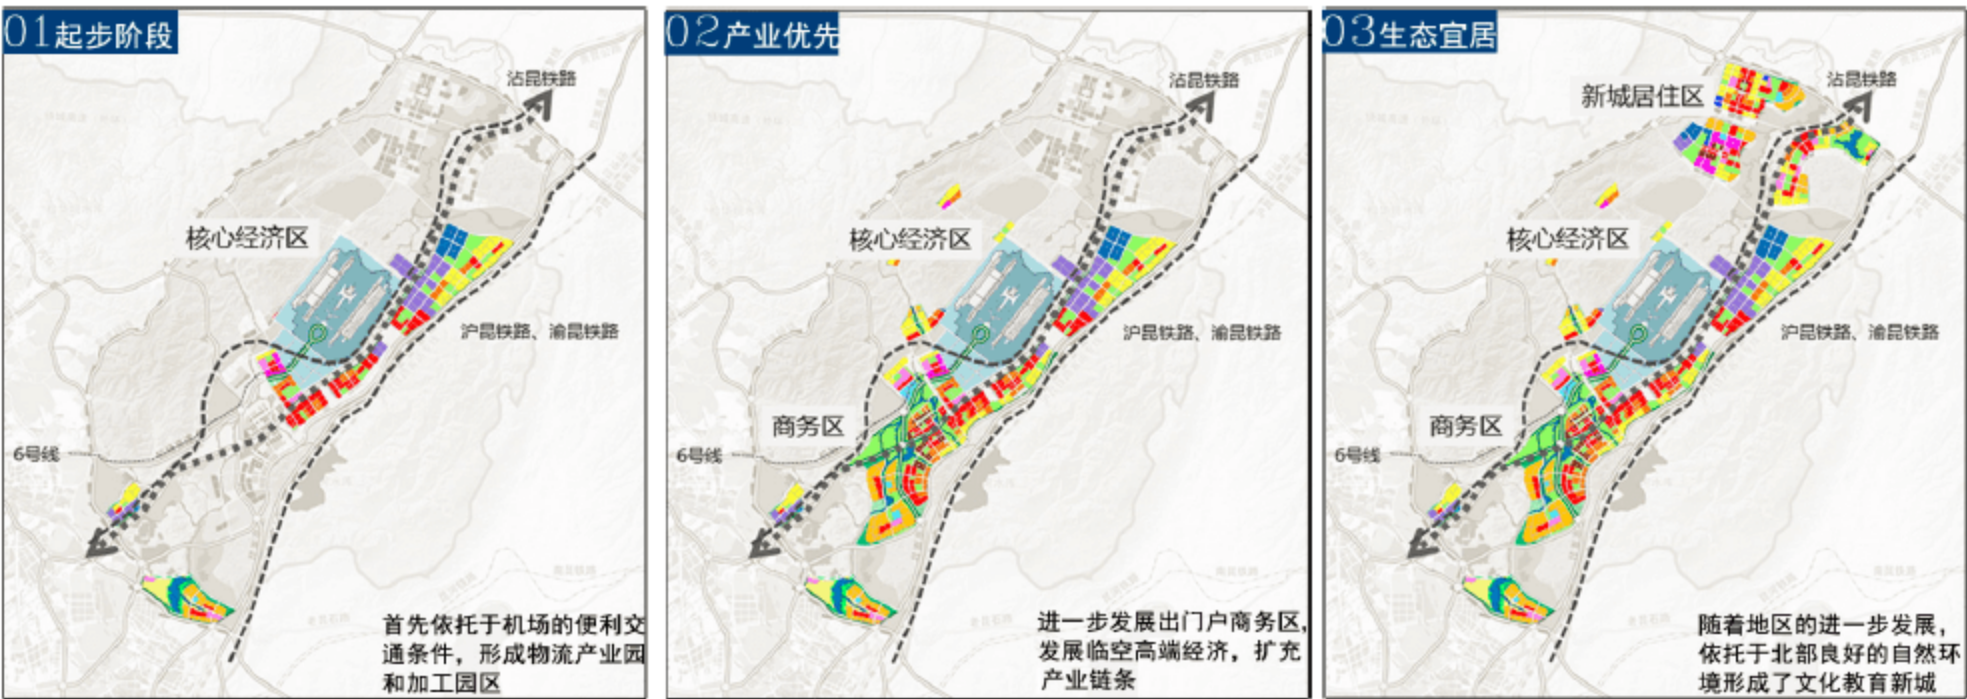 01起步阶段
沾昆铁路
核心经济区
沪昆铁路、渝昆铁路
6号线
首先依托于机场的便利交
通条件，形成物流产业园
和加工园区
02产业优先
沾昆铁路
核心经济区
沪昆铁路、渝昆铁路
商务区
6号线
进一步发展出门户商务区，
发展临空高端经济，扩充
产业链条
03生态宜居
沾昆铁路
新城居住区
核心经济区
沪昆铁路、渝昆铁路
商务区
6号线
随着地区的进一步发展，
依托于北部良好的自然环
境形成了文化教育新城